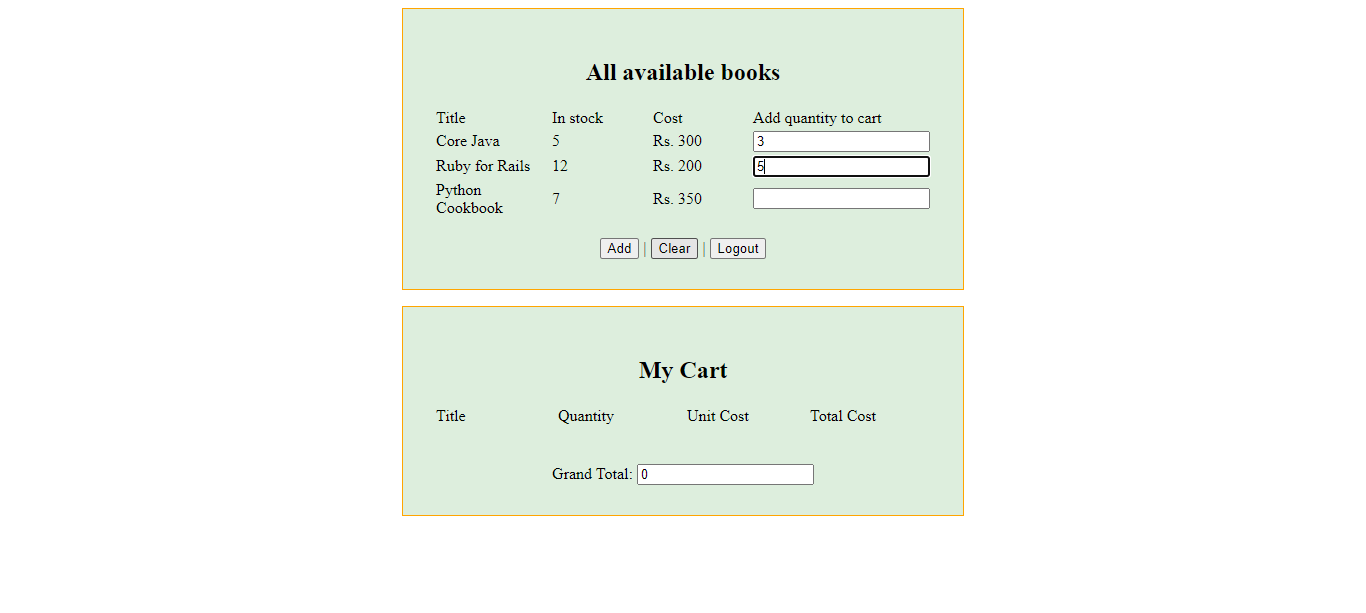 All available books
Title In stock Cost Add quantity to cart
Core Java 5 Rs. 300 3
Ruby for Rails 12 Rs. 200 5
Python Cookbook 7 Rs. 350
Add | Clear | Logout
My Cart
Title Quantity Unit Cost Total Cost
Grand Total: 0